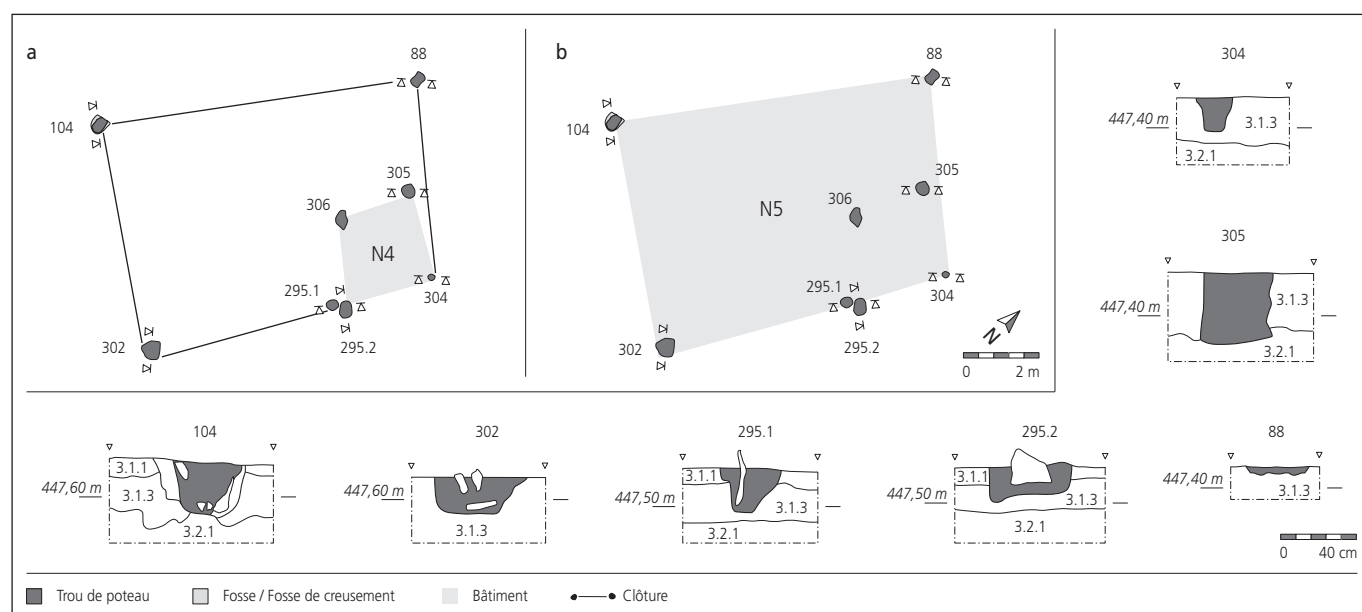 a
88
104
305
306
N4
304
295.1
295.2
302
b
88
104
305
306
N5
304
295.1
295.2
302
N
0 2 m
304
447,40 m
3.1.3
3.2.1
305
447,40 m
3.1.3
3.2.1
104
3.1.1
447,60 m
3.1.3
3.2.1
302
447,60 m
3.1.3
295.1
3.1.1
447,50 m
3.1.3
3.2.1
295.2
3.1.1
447,50 m
3.1.3
3.2.1
88
447,40 m
3.1.3
0 40 cm
Trou de poteau
Fosse / Fosse de creusement
Bâtiment
Clôture